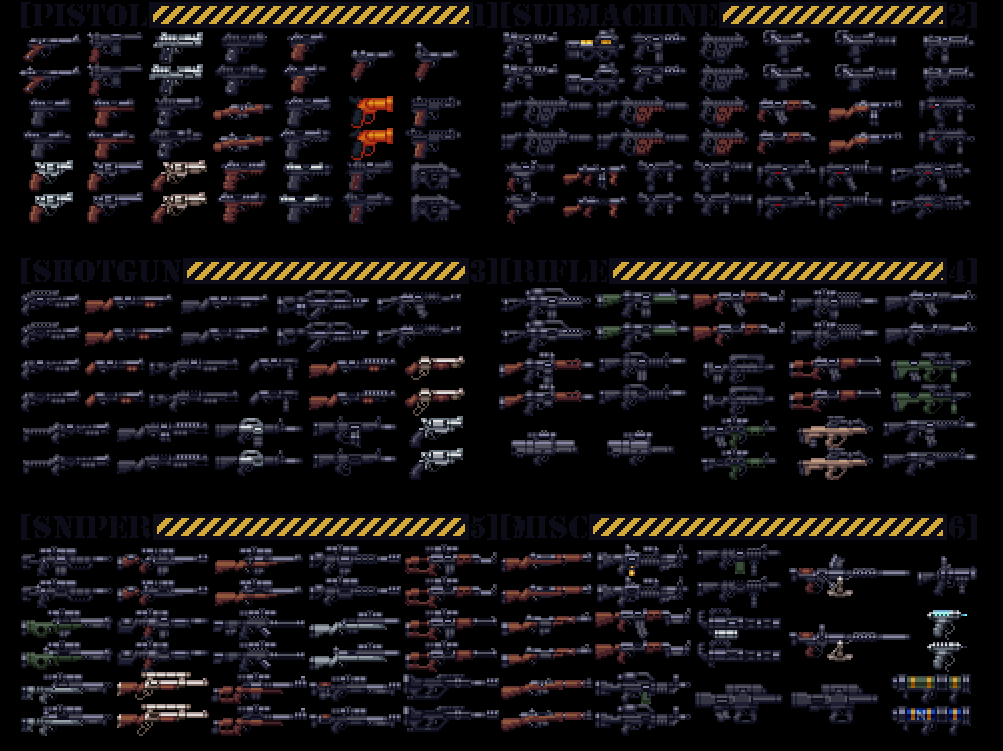 [PISTOL 1]
[SUBMACHINE 2]
[SHOTGUN 3]
[RIFLE 4]
[SNIPER 5]
[MISC 6]